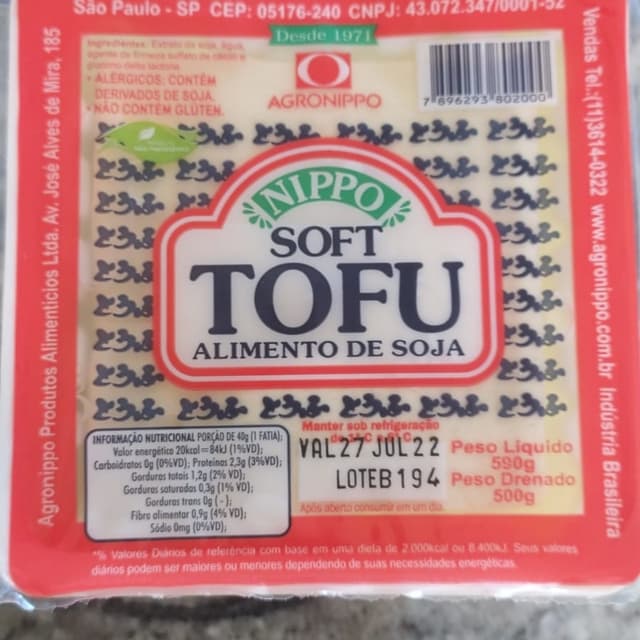 São Paulo - SP CEP: 05176-240 CNPJ: 43.072.347/0001-52
Desde 1971
Ingredientes: Extrato de soja, água,
• ALÉRGICOS: CONTÉM
DERIVADOS DE SOJA.
• NÃO CONTÉM GLÚTEN.
AGRONIPPO
7 896293 802000
NIPPO
SOFT
TOFU
ALIMENTO DE SOJA
INFORMAÇÃO NUTRICIONAL PORÇÃO DE 40g (1 FATIA);
Valor energético 20kcal=84kJ (1%VD);
Carboidratos 0g (0%VD); Proteínas 2,3g (3%VD);
Gorduras totais 1,2g (2% VD);
Gorduras saturadas 0,3g (1% VD);
Gorduras trans 0g ( - );
Fibra alimentar 0,9g (4% VD);
Sódio 0mg (0%VD);
Manter sob refrigeração
VAL 27 JUL 22
LOTEB 194
Após aberto consumir em um dia.
Peso Líquido
590g
Peso Drenado
500g
*% Valores Diários de referência com base em uma dieta de 2.000kcal ou 8.400kJ. Seus valores
diários podem ser maiores ou menores dependendo de suas necessidades energéticas.
Agronippo Produtos Alimentícios Ltda. Av. José Alves de Mira, 185
Vendas Tel.:(11)3614-0322 www.agronippo.com.br Indústria Brasileira